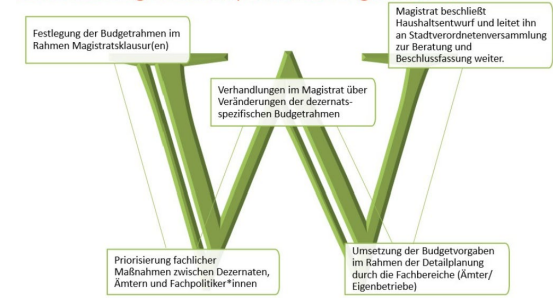 Festlegung der Budgetrahmen im
Rahmen Magistratsklausur(en)
Priorisierung fachlicher
Maßnahmen zwischen Dezernaten,
Ämtern und Fachpolitiker*innen
Verhandlungen im Magistrat über
Veränderungen der dezernats-
spezifischen Budgetrahmen
Umsetzung der Budgetvorgaben
im Rahmen der Detailplanung
durch die Fachbereiche (Ämter/
Eigenbetriebe)
Magistrat beschließt
Haushaltsentwurf und leitet ihn
an Stadtverordnetenversammlung
zur Beratung und
Beschlussfassung weiter.